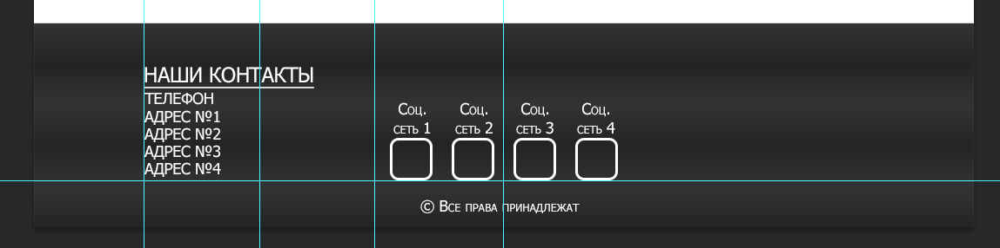 НАШИ КОНТАКТЫ
ТЕЛЕФОН
АДРЕС №1
АДРЕС №2
АДРЕС №3
АДРЕС №4
Соц.
сеть 1
Соц.
сеть 2
Соц.
сеть 3
Соц.
сеть 4
© Все права принадлежат